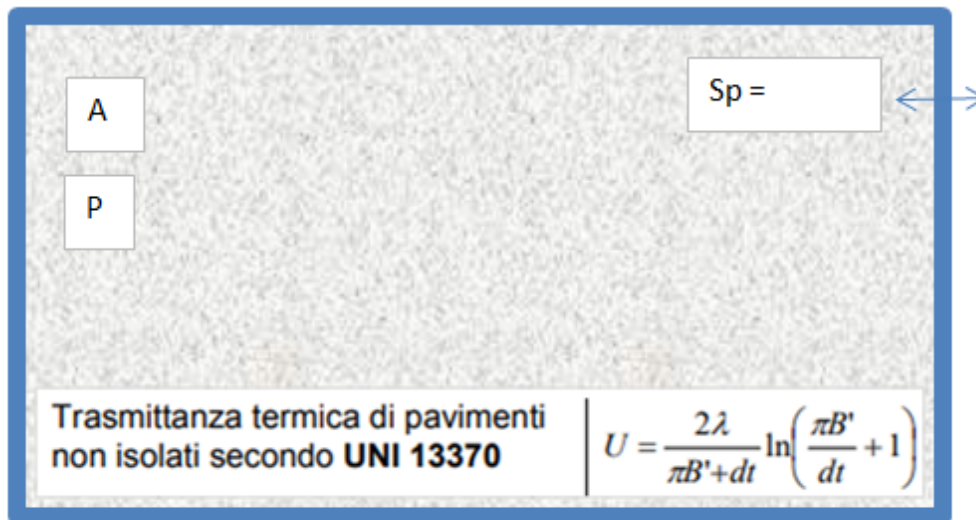 A
Sp =
P
Trasmittanza termica di pavimenti
non isolati secondo UNI 13370
U = 2λ / (πB'+dt) ln(πB'/dt + 1)